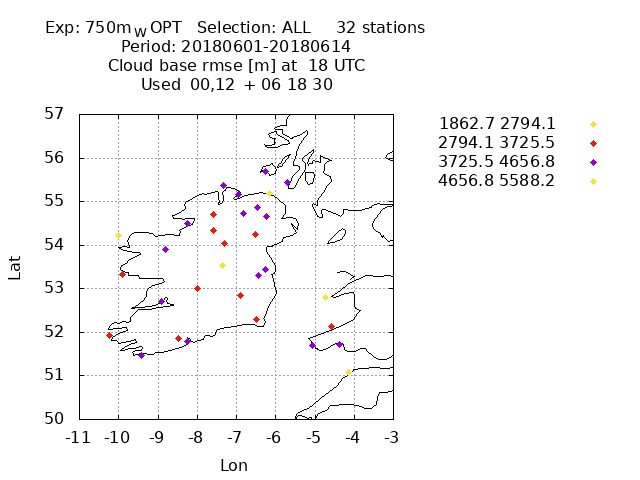 Exp: 750mWOPT Selection: ALL 32 stations
Period: 20180601-20180614
Cloud base rmse [m] at 18 UTC
Used 00,12 + 06 18 30
1862.7 2794.1
2794.1 3725.5
3725.5 4656.8
4656.8 5588.2
57
56
55
54
53
52
51
50
Lat
-11 -10 -9 -8 -7 -6 -5 -4 -3
Lon